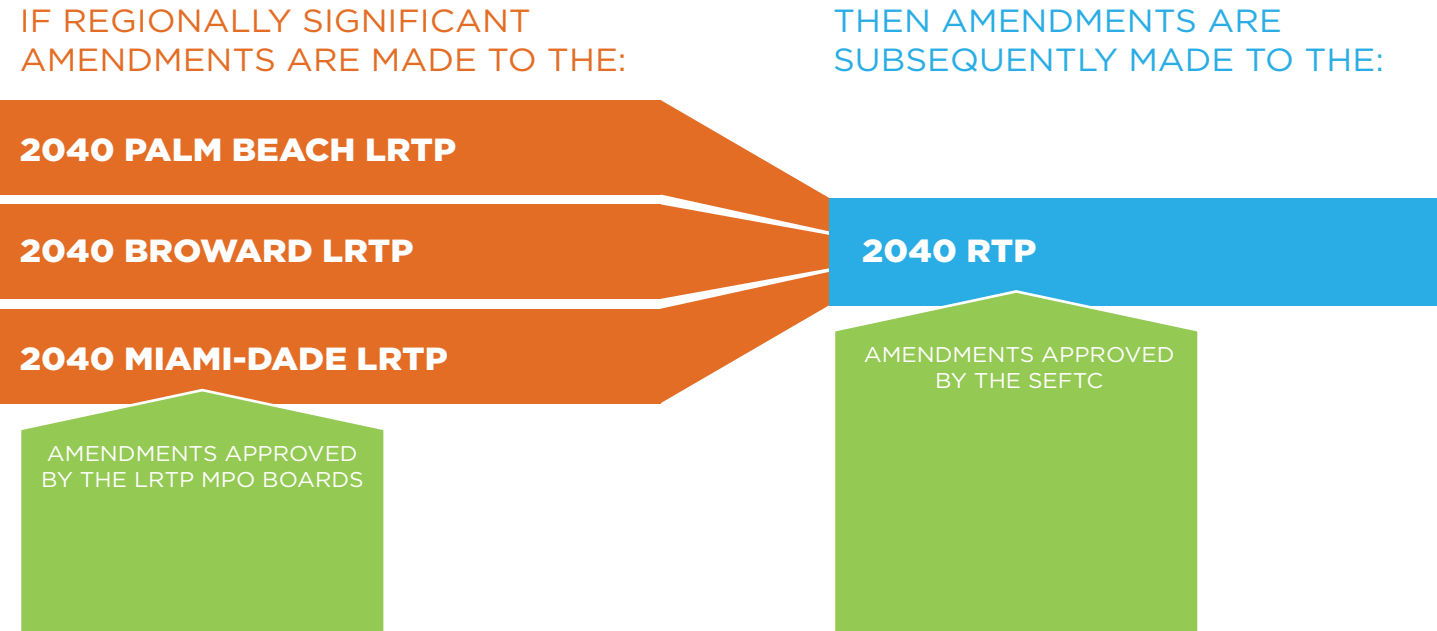 IF REGIONALLY SIGNIFICANT
AMENDMENTS ARE MADE TO THE:
THEN AMENDMENTS ARE
SUBSEQUENTLY MADE TO THE:
2040 PALM BEACH LRTP
2040 BROWARD LRTP
2040 RTP
2040 MIAMI-DADE LRTP
AMENDMENTS APPROVED
BY THE SEFTC
AMENDMENTS APPROVED
BY THE LRTP MPO BOARDS